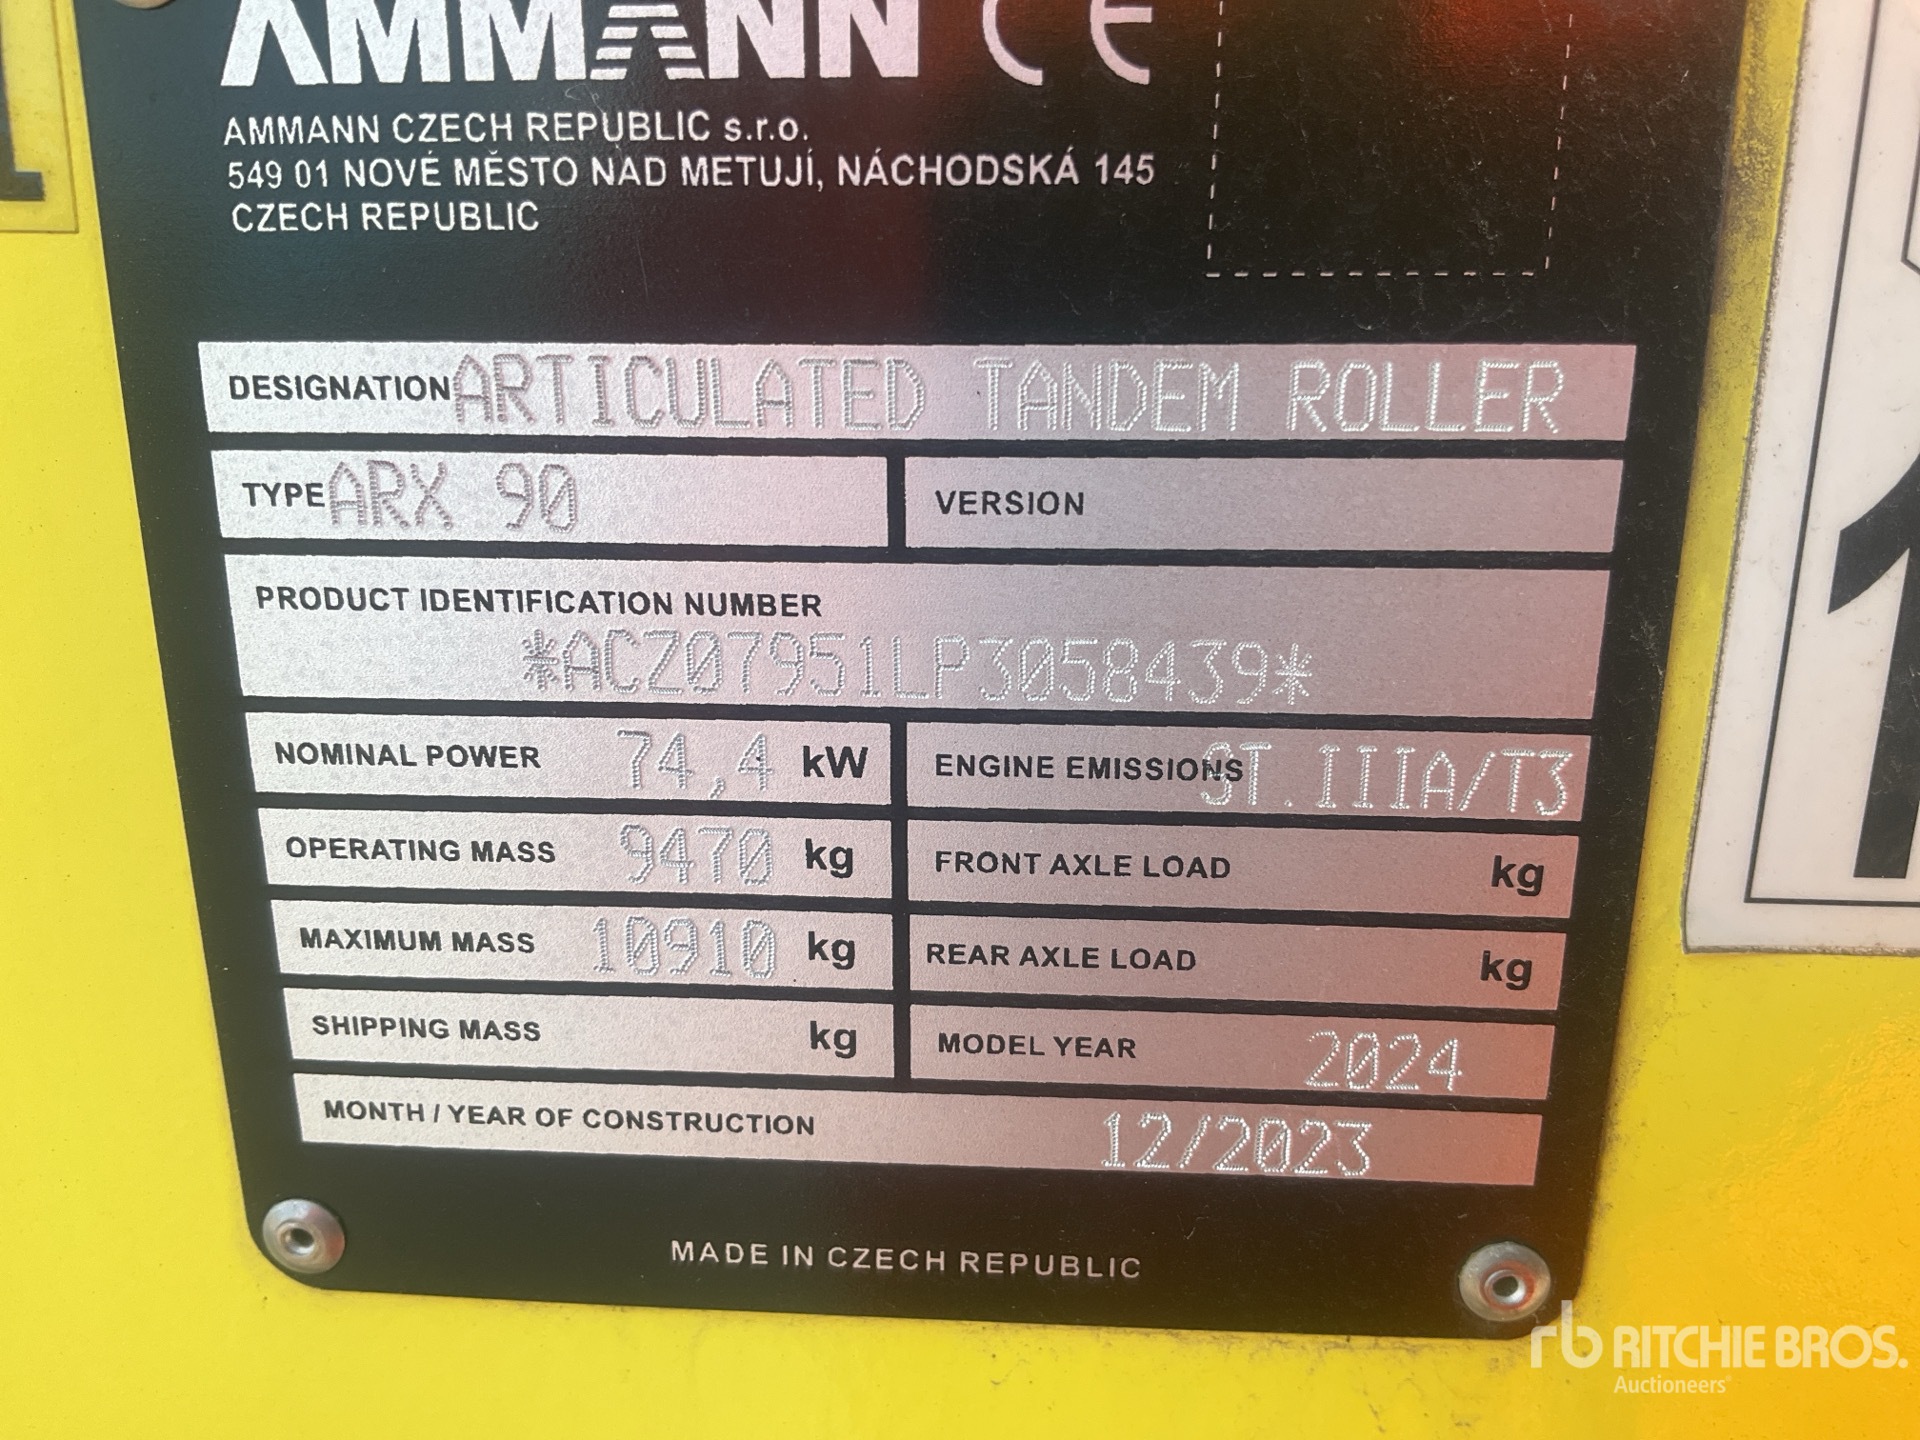 AMMANN CE
AMMANN CZECH REPUBLIC s.r.o.
549 01 NOVÉ MĚSTO NAD METUJÍ, NÁCHODSKÁ 145
CZECH REPUBLIC
DESIGNATION ARTICULATED TANDEM ROLLER
TYPE ARX 90 VERSION
PRODUCT IDENTIFICATION NUMBER
*ACZ07951LP3058439*
NOMINAL POWER 74,4 kW ENGINE EMISSIONS ST.IIIA/T3
OPERATING MASS 9470 kg FRONT AXLE LOAD kg
MAXIMUM MASS 10910 kg REAR AXLE LOAD kg
SHIPPING MASS kg MODEL YEAR 2024
MONTH / YEAR OF CONSTRUCTION 12/2023
MADE IN CZECH REPUBLIC
rb RITCHIE BROS.
Auctioneers